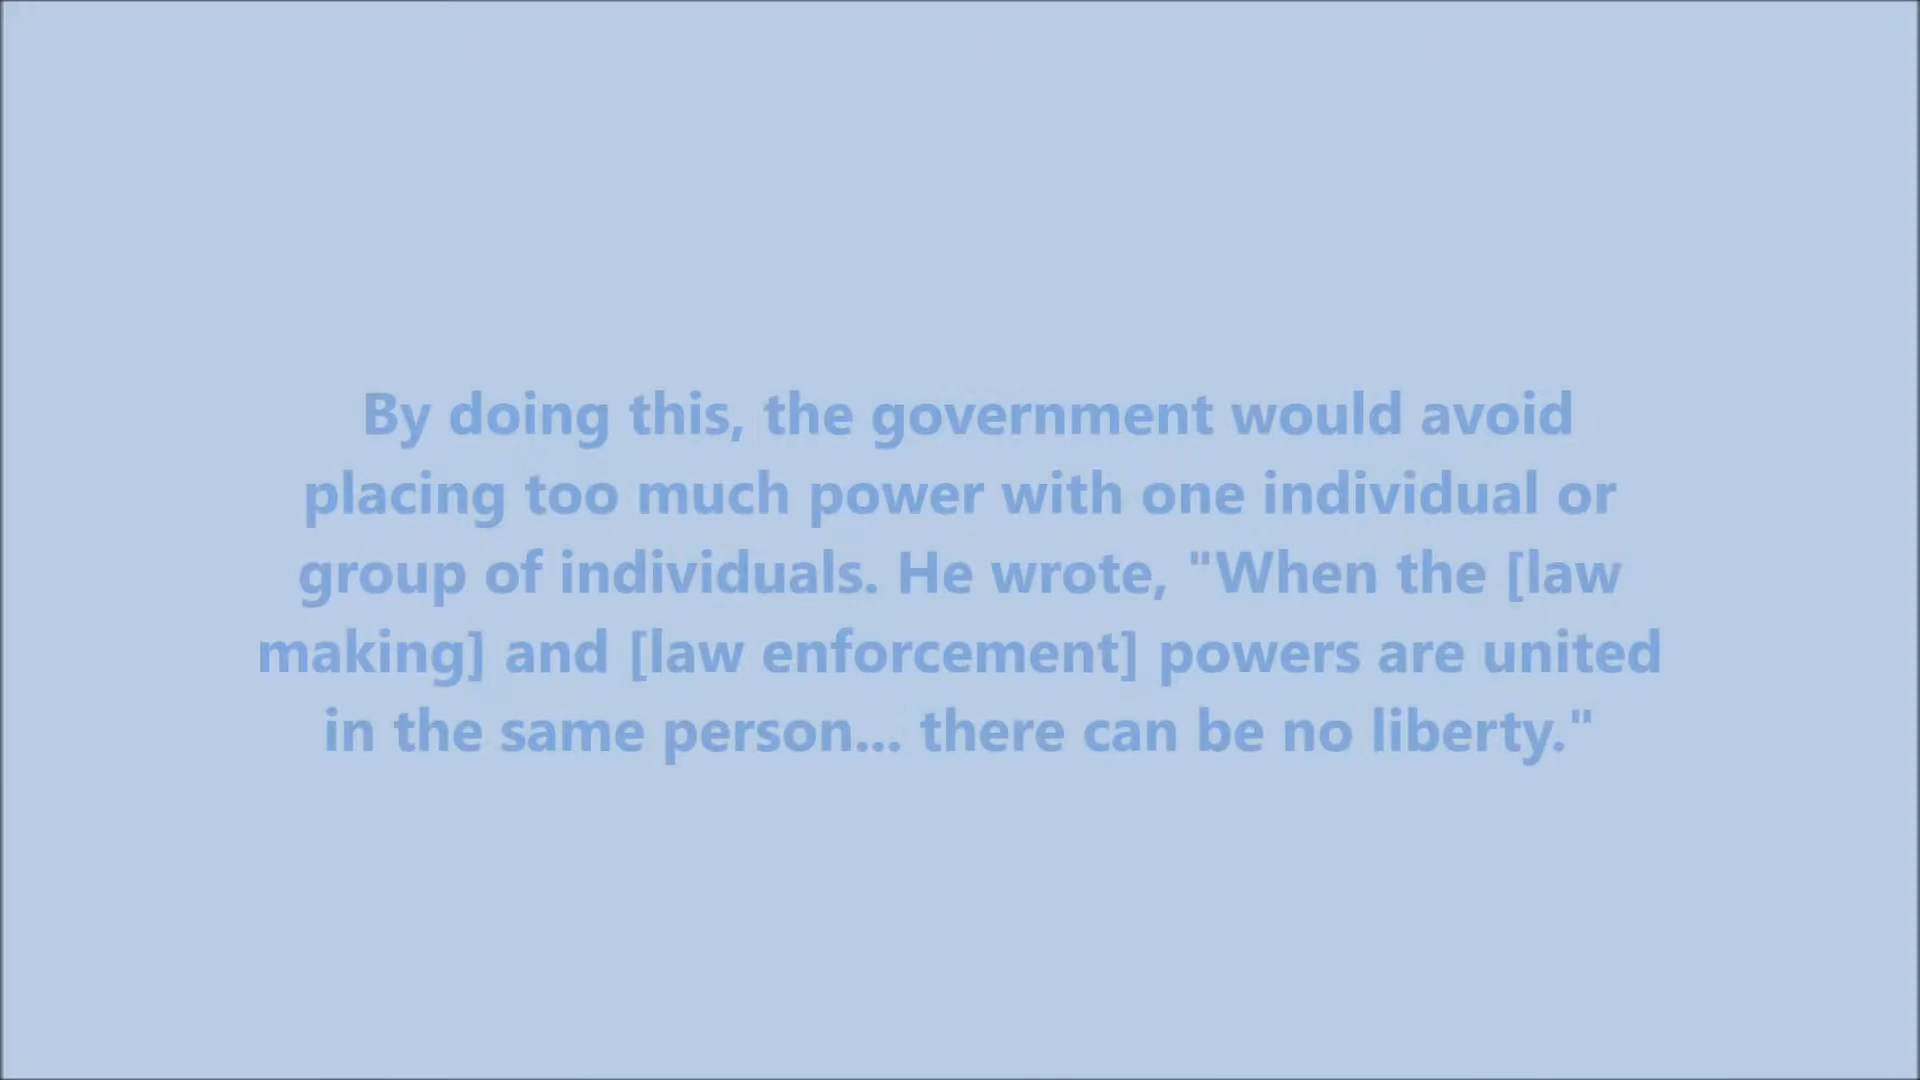 By doing this, the government would avoid
placing too much power with one individual or
group of individuals. He wrote, "When the [law
making] and [law enforcement] powers are united
in the same person... there can be no liberty."